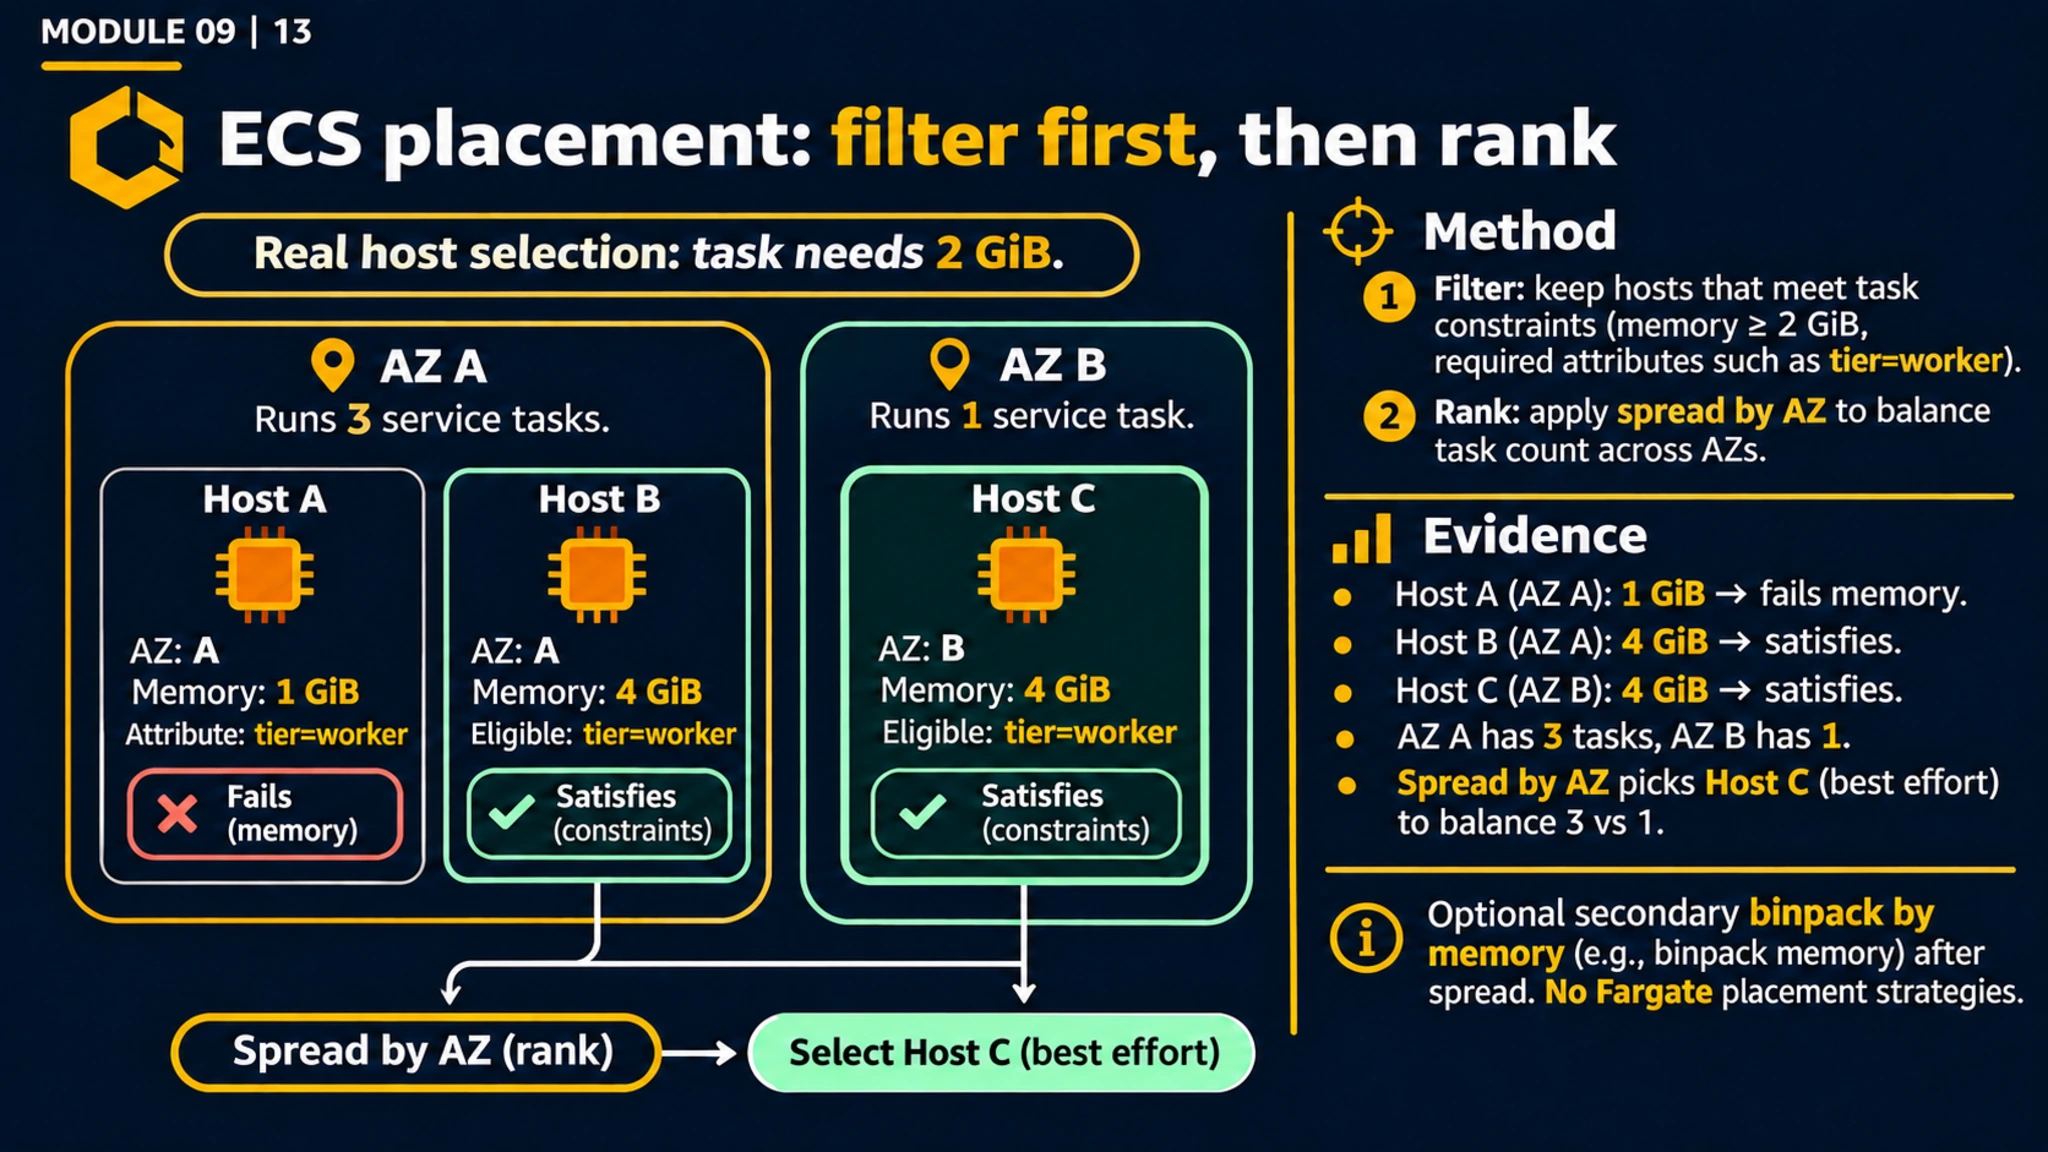 MODULE 09 | 13
ECS placement: filter first, then rank
Real host selection: task needs 2 GiB.
AZ A
Runs 3 service tasks.
Host A
AZ: A
Memory: 1 GiB
Attribute: tier=worker
Fails
(memory)
Host B
AZ: A
Memory: 4 GiB
Eligible: tier=worker
Satisfies
(constraints)
AZ B
Runs 1 service task.
Host C
AZ: B
Memory: 4 GiB
Eligible: tier=worker
Satisfies
(constraints)
Spread by AZ (rank)
Select Host C (best effort)
Method
1 Filter: keep hosts that meet task
constraints (memory ≥ 2 GiB,
required attributes such as tier=worker).
2 Rank: apply spread by AZ to balance
task count across AZs.
Evidence
• Host A (AZ A): 1 GiB → fails memory.
• Host B (AZ A): 4 GiB → satisfies.
• Host C (AZ B): 4 GiB → satisfies.
• AZ A has 3 tasks, AZ B has 1.
• Spread by AZ picks Host C (best effort)
to balance 3 vs 1.
Optional secondary binpack by
memory (e.g., binpack memory) after
spread. No Fargate placement strategies.